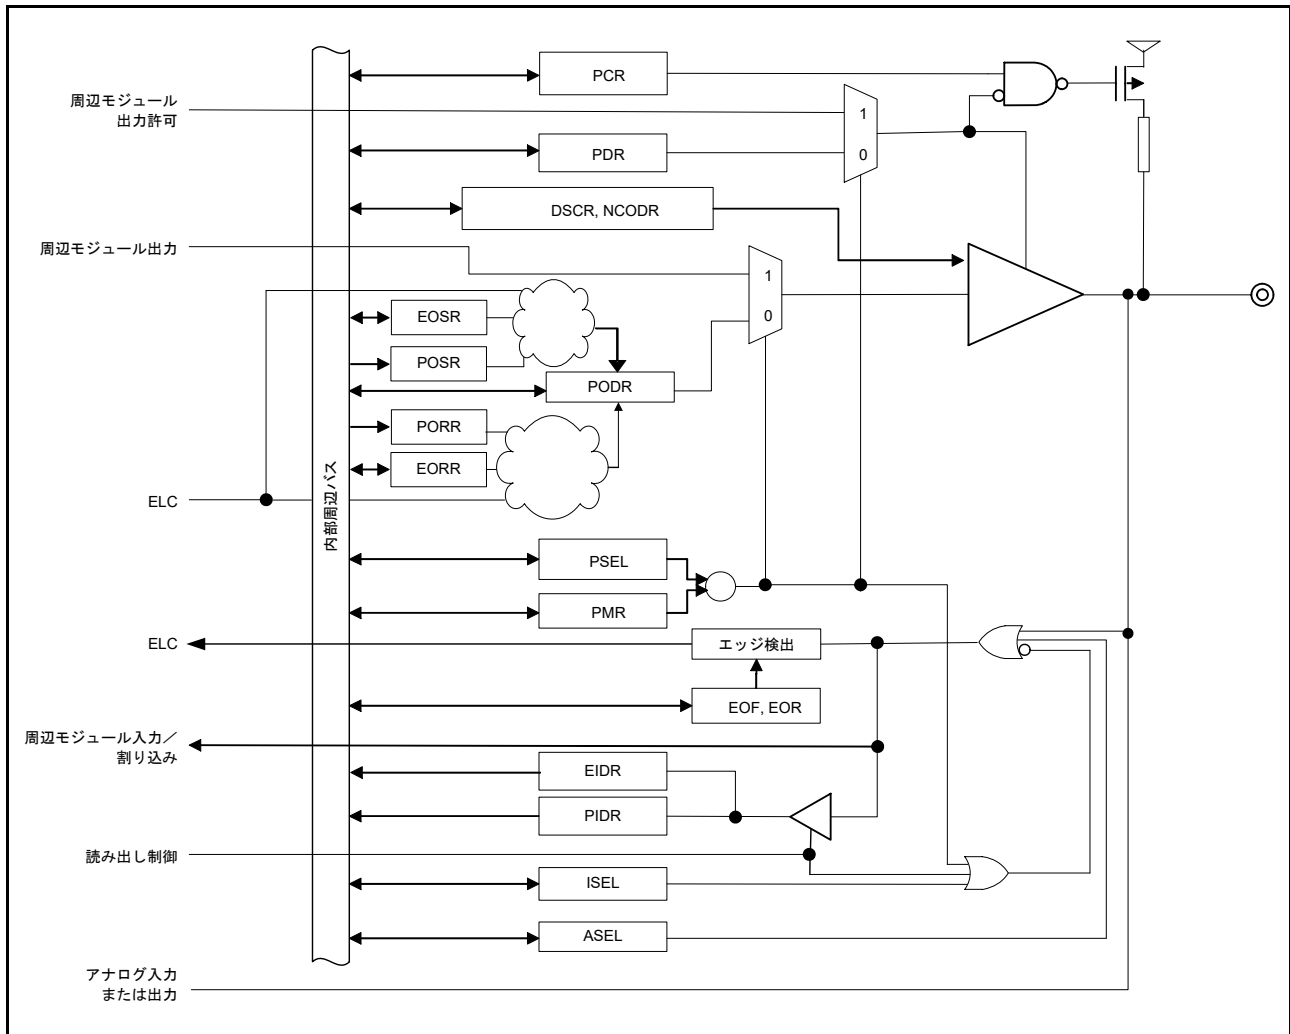 PCR
周辺モジュール
出力許可
1
PDR
0
DSCR, NCODR
周辺モジュール出力
1
EOSR
0
POSR
PODR
PORR
EORR
ELC
内部周辺バス
PSEL
PMR
ELC
エッジ検出
EOF, EOR
周辺モジュール入力／
割り込み
EIDR
PIDR
読み出し制御
ISEL
ASEL
アナログ入力
または出力